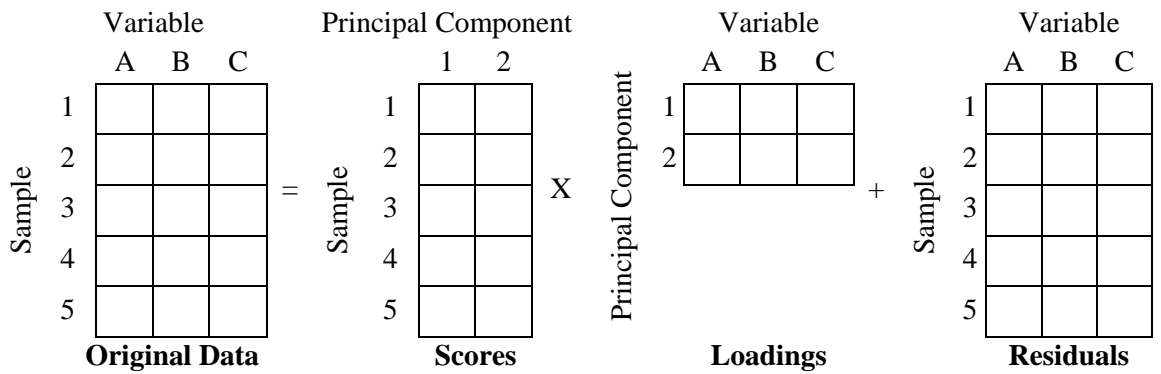 Variable Principal Component Variable Variable
A B C 1 2 A B C A B C
Sample
1
2
3
4
5
=
Sample
1
2
3
4
5
X
Principal Component
1
2
+
Sample
1
2
3
4
5
Original Data Scores Loadings Residuals